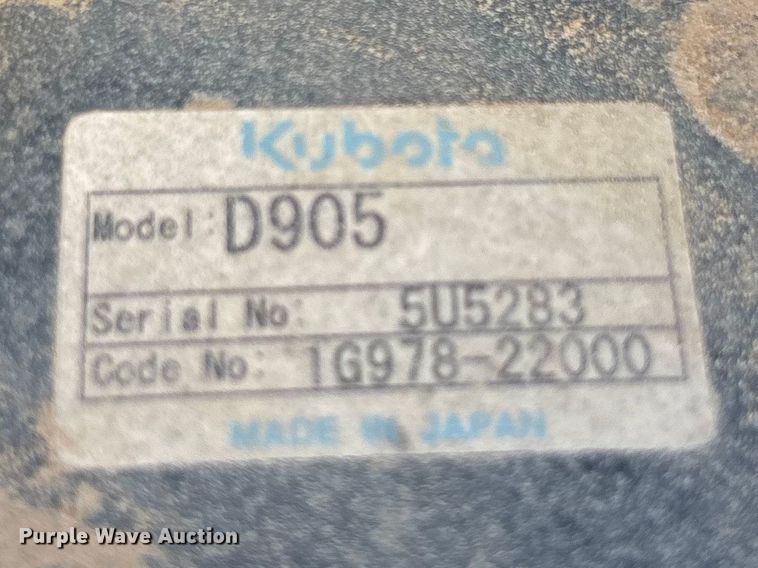 Kubota
Model: D905
Serial No: 5U5283
Code No: 1G978-22000
MADE IN JAPAN
Purple Wave Auction